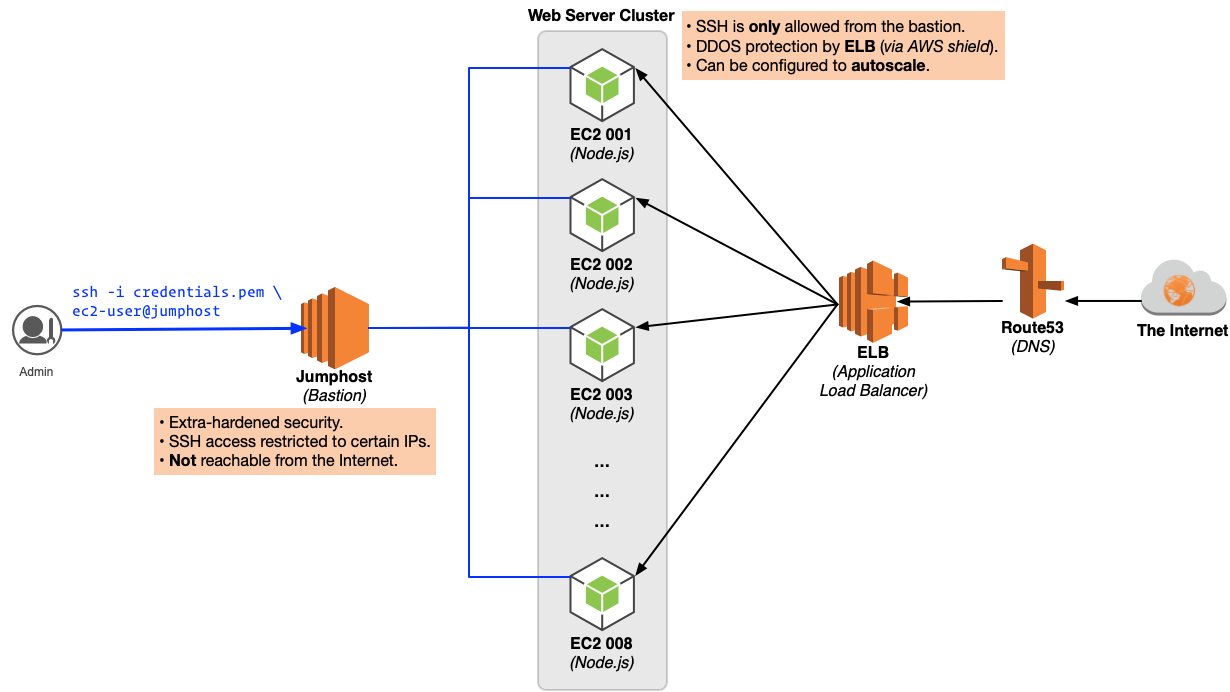 Web Server Cluster
• SSH is only allowed from the bastion.
• DDOS protection by ELB (via AWS shield).
• Can be configured to autoscale.
EC2 001
(Node.js)
EC2 002
(Node.js)
ssh -i credentials.pem \
ec2-user@jumphost
Admin
Jumphost
(Bastion)
• Extra-hardened security.
• SSH access restricted to certain IPs.
• Not reachable from the Internet.
EC2 003
(Node.js)
...
...
...
EC2 008
(Node.js)
ELB
(Application
Load Balancer)
Route53
(DNS)
The Internet